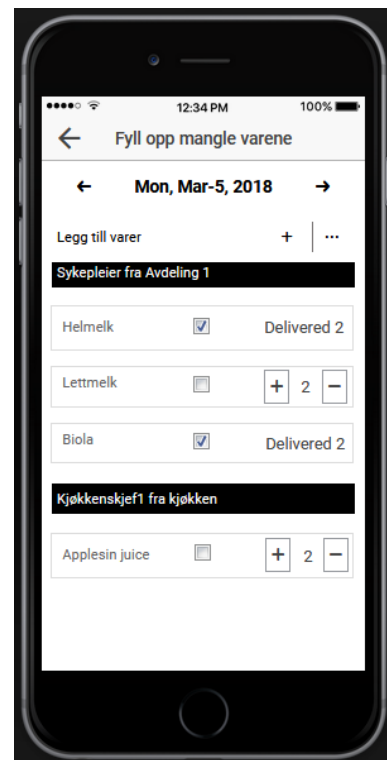 12:34 PM 100%
← Fyll opp mangle varene
← Mon, Mar-5, 2018 →
Legg till varer + ...
Sykepleier fra Avdeling 1
Helmelk Delivered 2
Lettmelk + 2 −
Biola Delivered 2
Kjøkkenskjef1 fra kjøkken
Applesin juice + 2 −